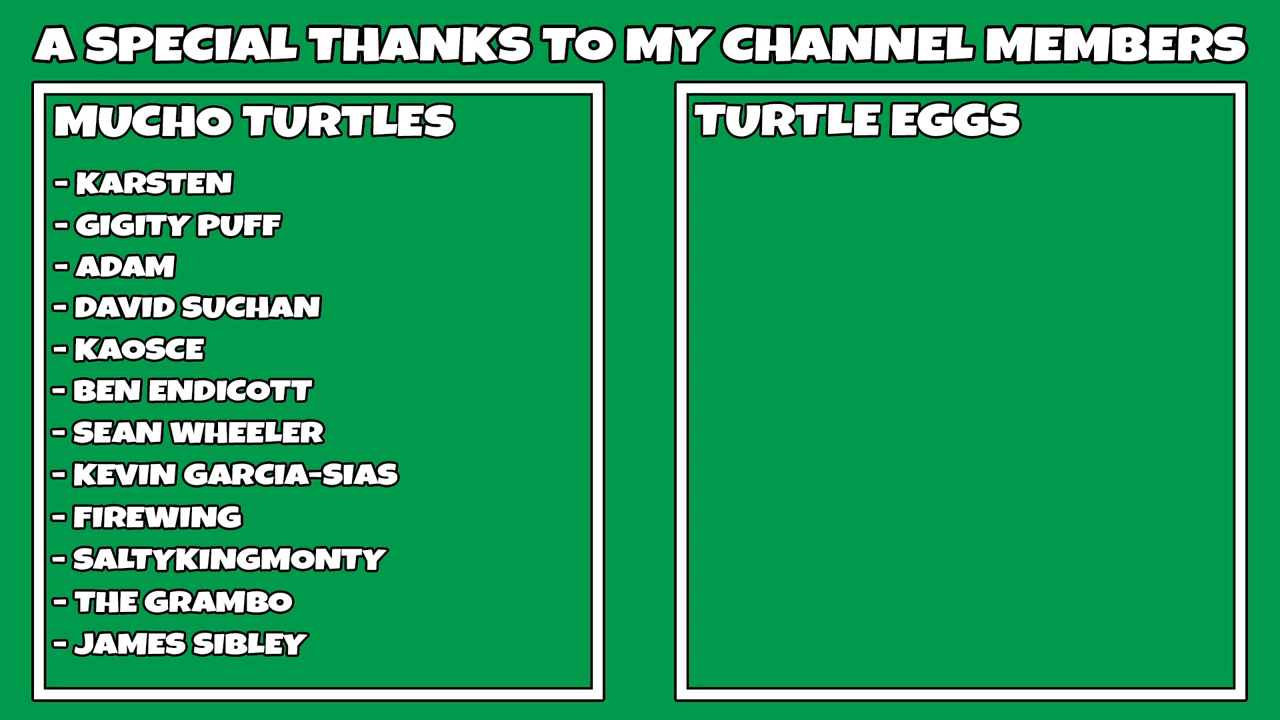 A SPECIAL THANKS TO MY CHANNEL MEMBERS
MUCHO TURTLES
- KARSTEN
- GIGITY PUFF
- ADAM
- DAVID SUCHAN
- KAOSCE
- BEN ENDICOTT
- SEAN WHEELER
- KEVIN GARCIA-SIAS
- FIREWING
- SALTYKINGMONTY
- THE GRAMBO
- JAMES SIBLEY
TURTLE EGGS